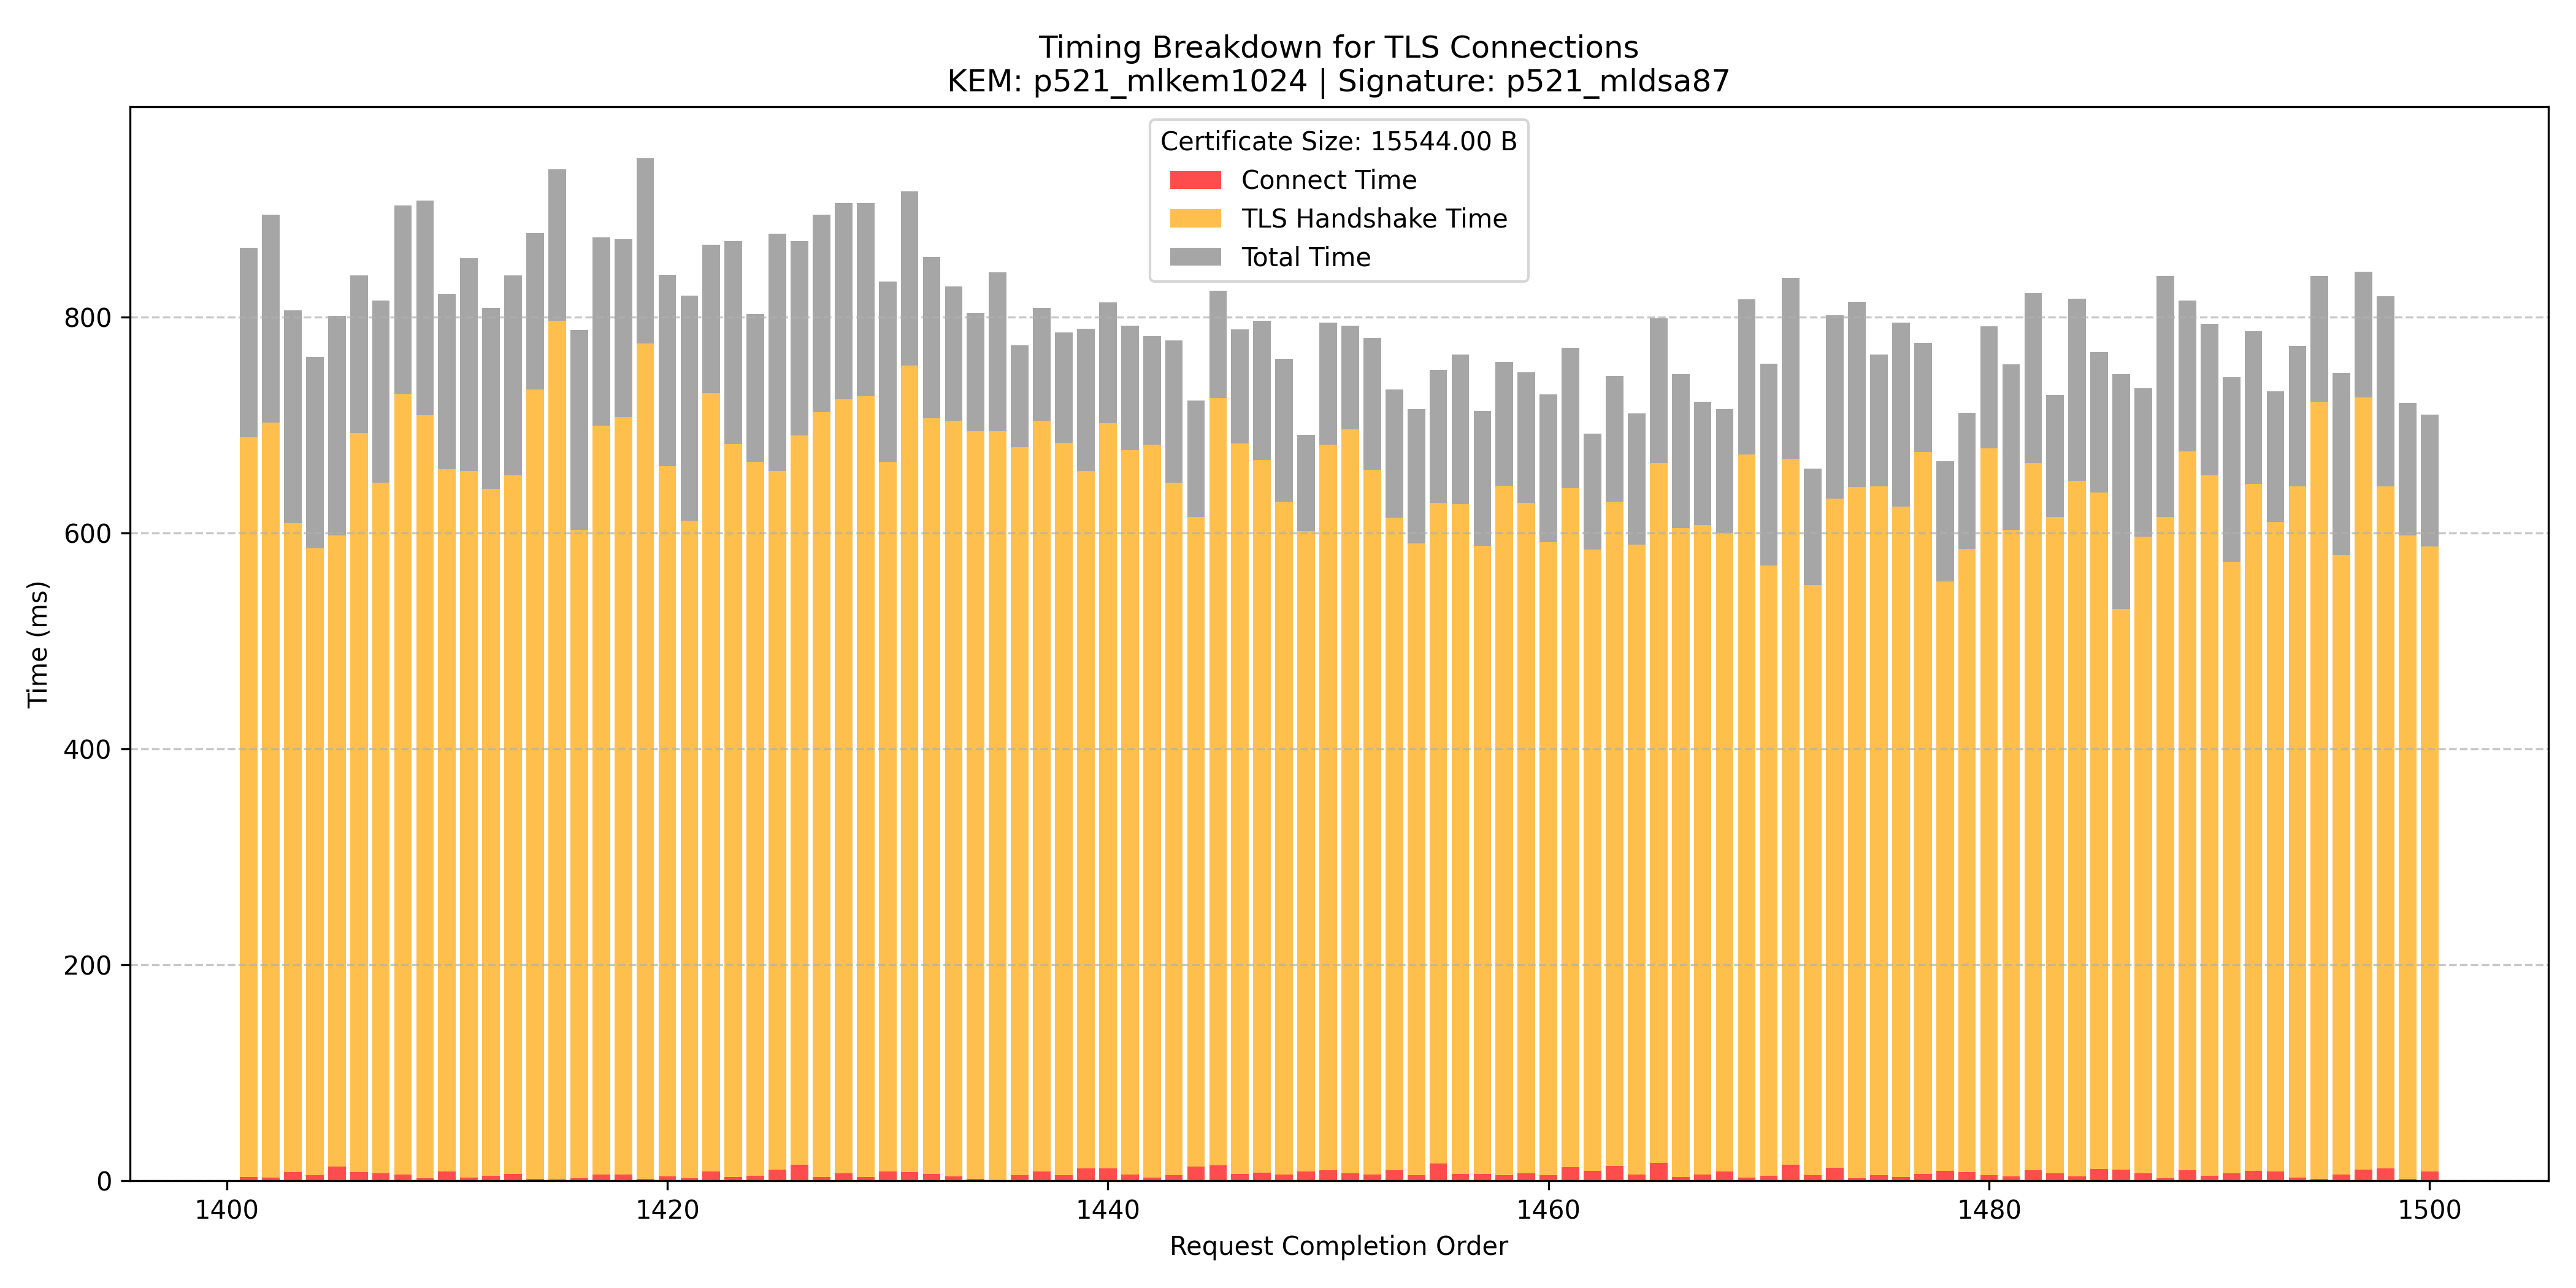 Timing Breakdown for TLS Connections
KEM: p521_mlkem1024 | Signature: p521_mldsa87
Certificate Size: 15544.00 B
Connect Time
TLS Handshake Time
Total Time
Time (ms)
800
600
400
200
0
1400 1420 1440 1460 1480 1500
Request Completion Order